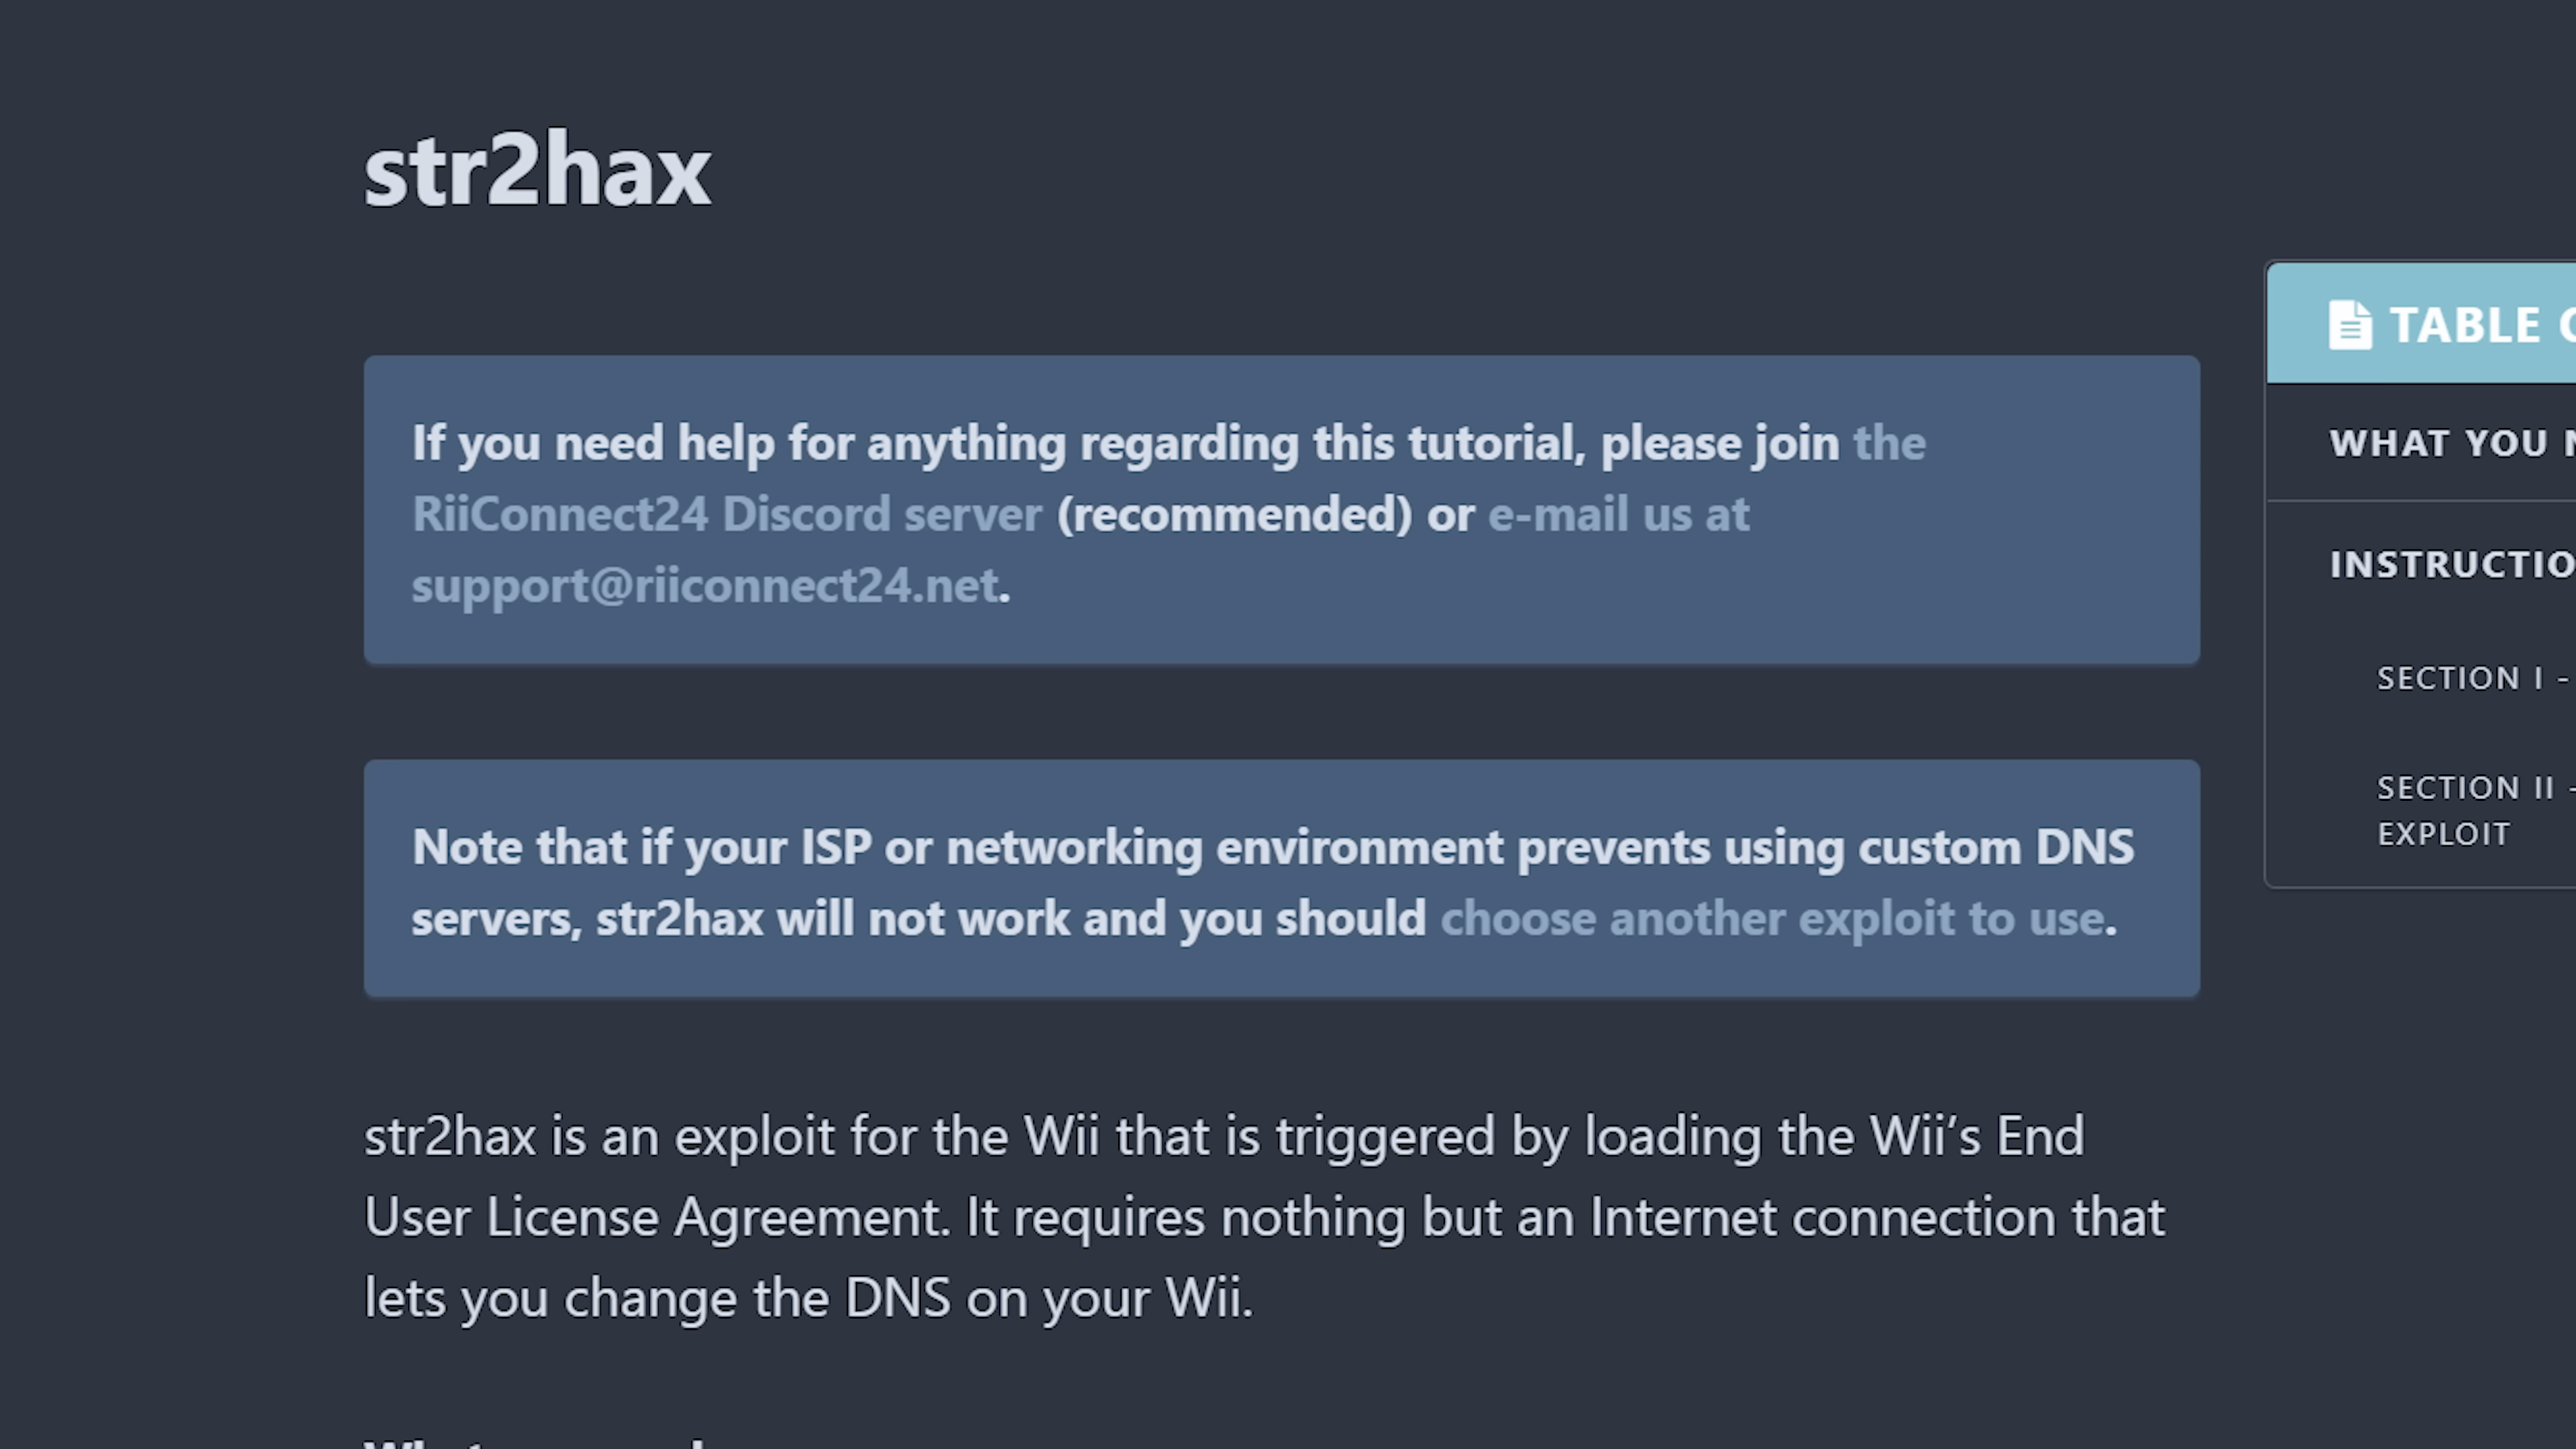 str2hax
If you need help for anything regarding this tutorial, please join the
RiiConnect24 Discord server (recommended) or e-mail us at
support@riiconnect24.net.
Note that if your ISP or networking environment prevents using custom DNS
servers, str2hax will not work and you should choose another exploit to use.
str2hax is an exploit for the Wii that is triggered by loading the Wii’s End
User License Agreement. It requires nothing but an Internet connection that
lets you change the DNS on your Wii.
TABLE
WHAT YOU
INSTRUCTIO
SECTION I -
SECTION II -
EXPLOIT